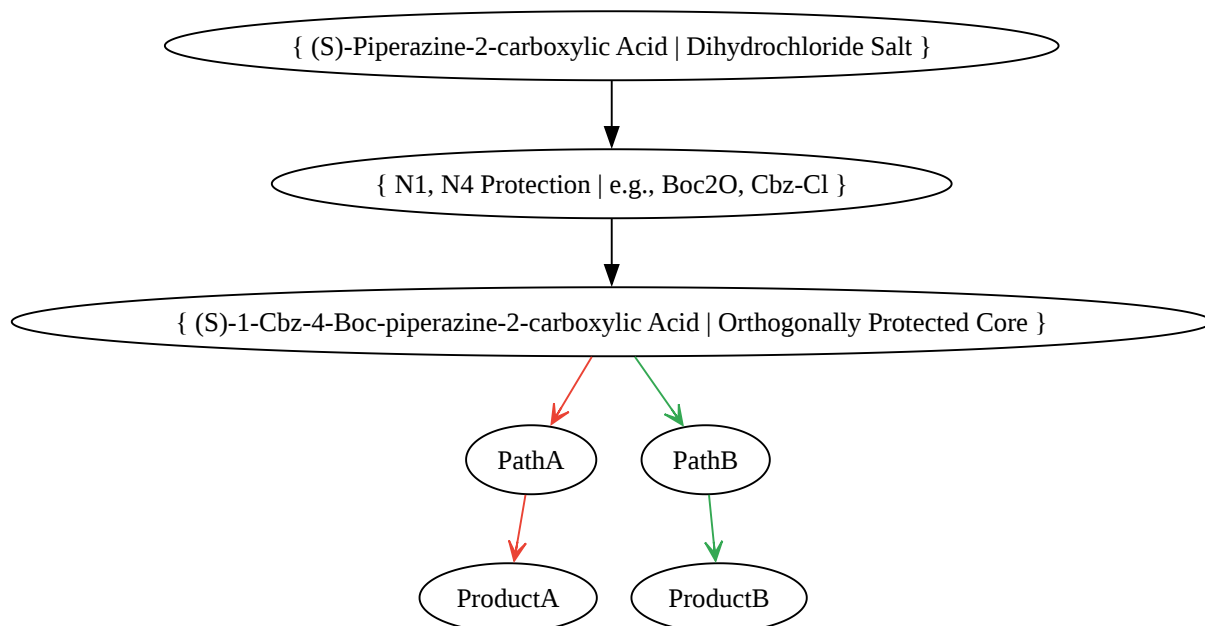 { (S)-Piperazine-2-carboxylic Acid | Dihydrochloride Salt }
{ N1, N4 Protection | e.g., Boc2O, Cbz-Cl }
{ (S)-1-Cbz-4-Boc-piperazine-2-carboxylic Acid | Orthogonally Protected Core }
PathA
PathB
ProductA
ProductB